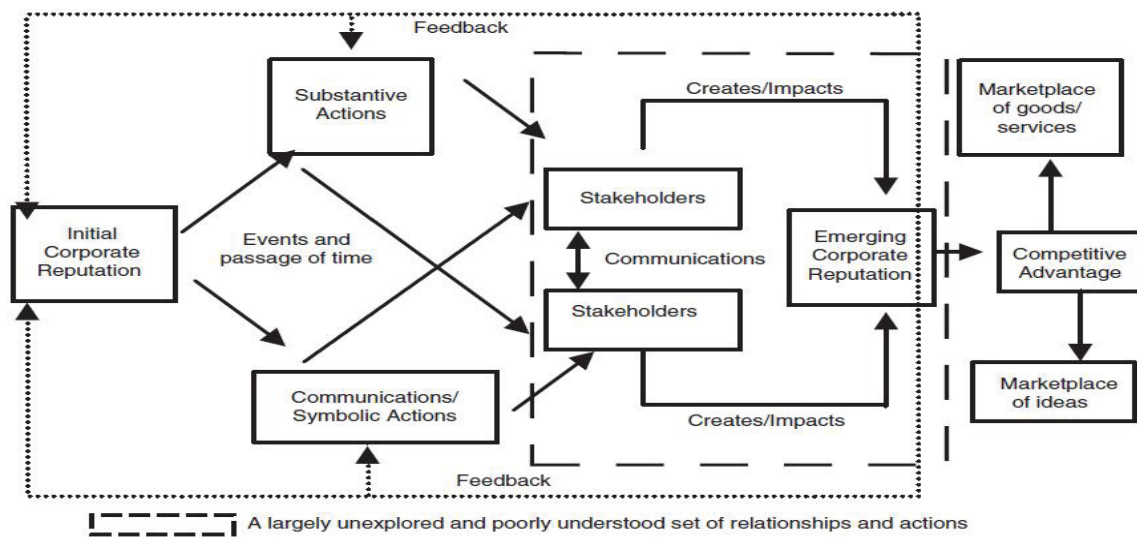 Feedback
Substantive
Actions
Creates/Impacts
Marketplace
of goods/
services
Stakeholders
Initial
Corporate
Reputation
Events and
passage of time
Communications
Emerging
Corporate
Reputation
Competitive
Advantage
Stakeholders
Communications/
Symbolic Actions
Creates/Impacts
Marketplace
of ideas
Feedback
A largely unexplored and poorly understood set of relationships and actions